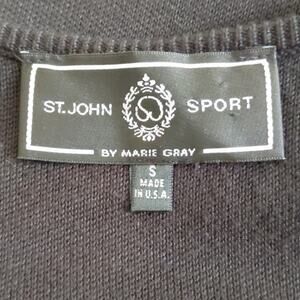 ST. JOHN SPORT
BY MARIE GRAY
S
MADE
IN U.S.A.